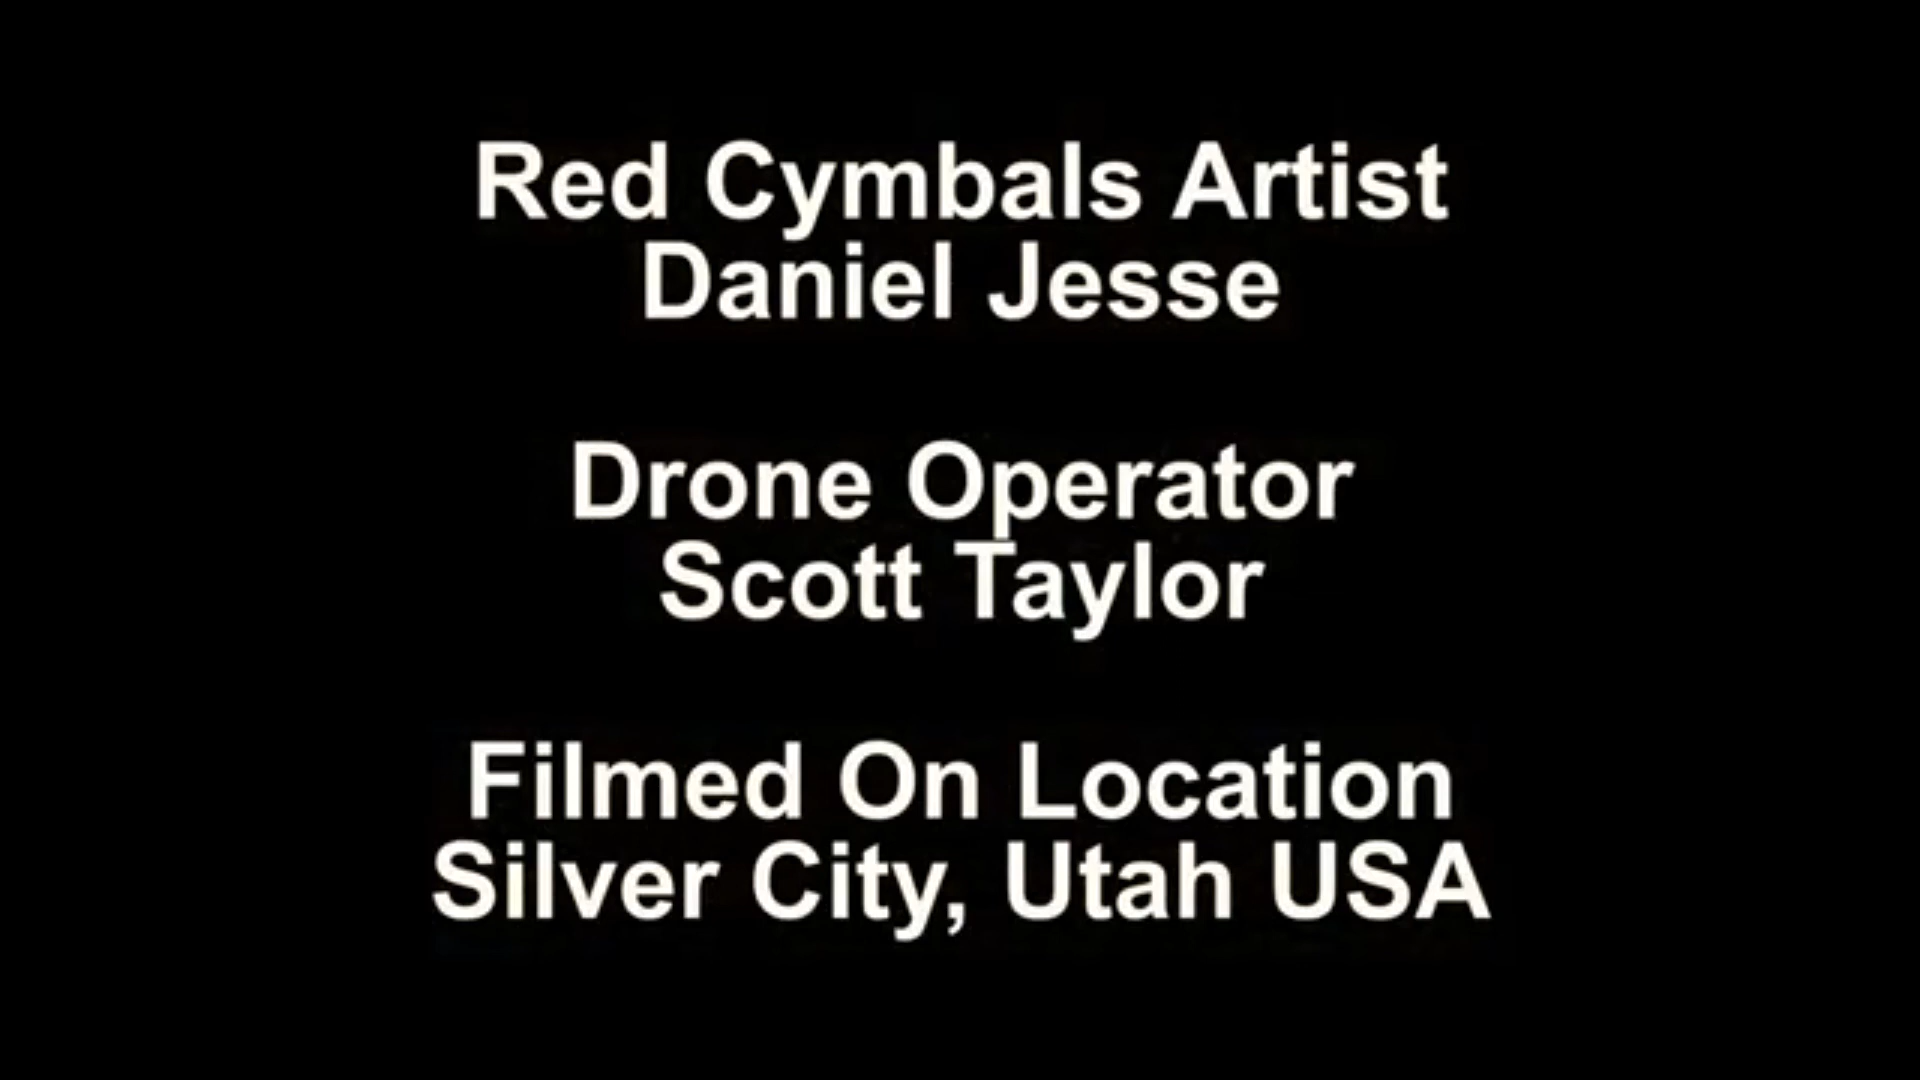 Red Cymbals Artist
Daniel Jesse
Drone Operator
Scott Taylor
Filmed On Location
Silver City, Utah USA